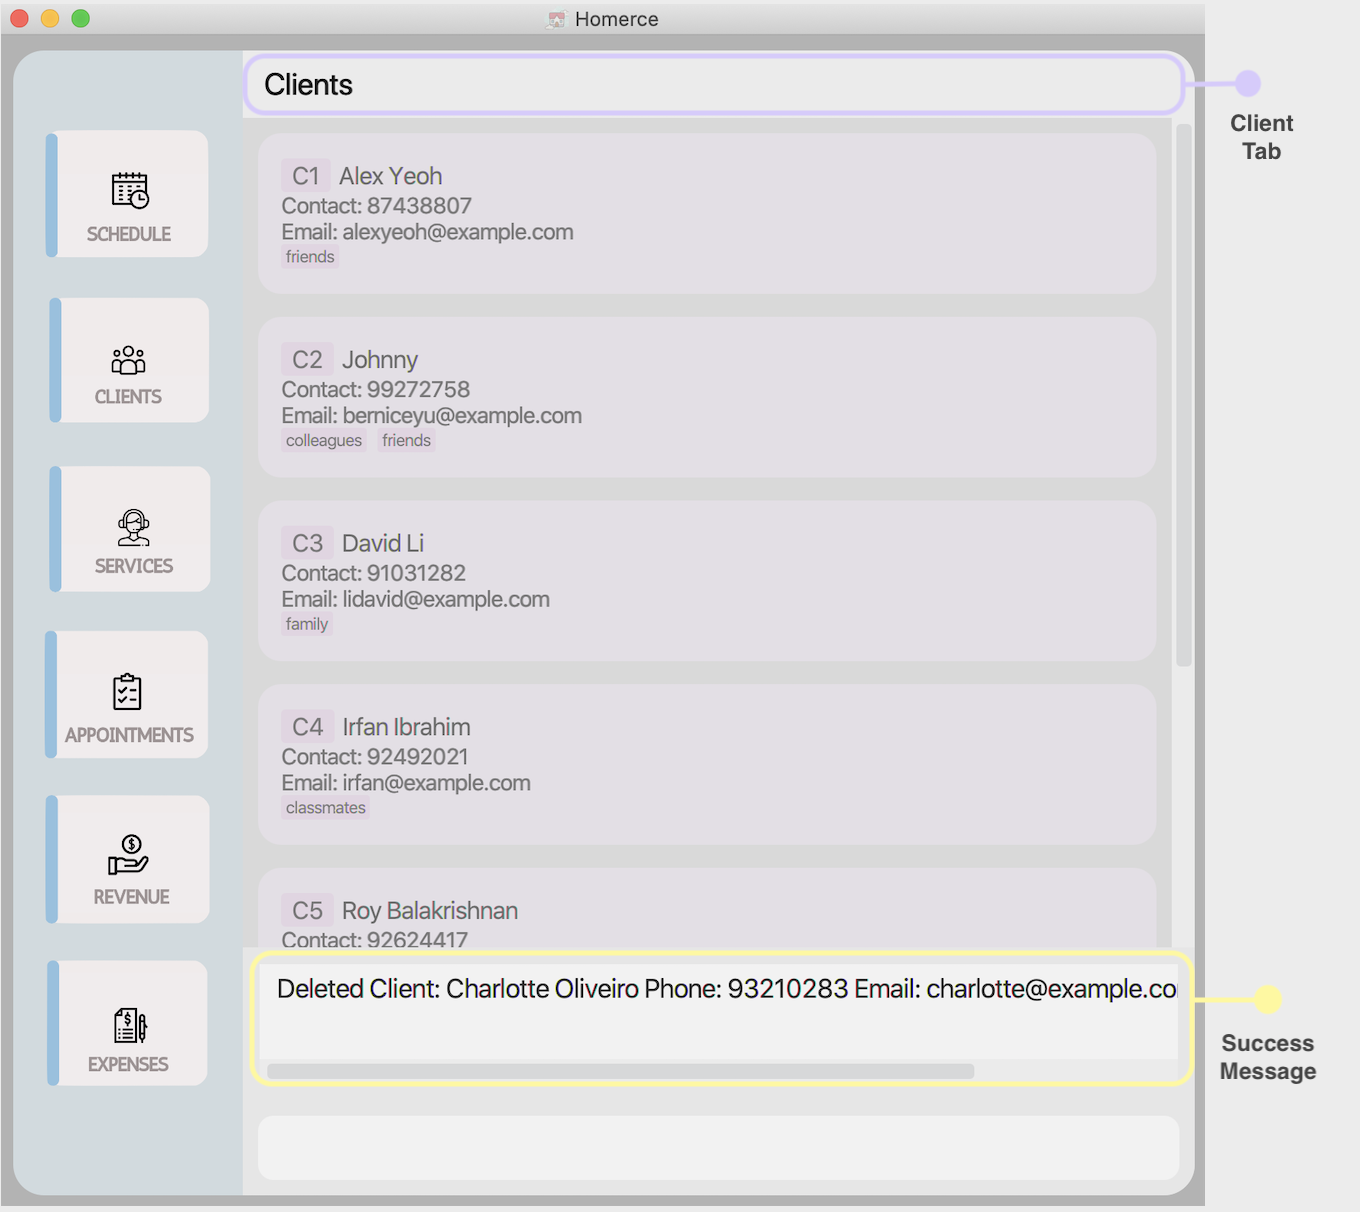 Homerce
Clients
Client
Tab
SCHEDULE
CLIENTS
SERVICES
APPOINTMENTS
REVENUE
EXPENSES
C1 Alex Yeoh
Contact: 87438807
Email: alexyeoh@example.com
friends
C2 Johnny
Contact: 99272758
Email: berniceyu@example.com
colleagues friends
C3 David Li
Contact: 91031282
Email: lidavid@example.com
family
C4 Irfan Ibrahim
Contact: 92492021
Email: irfan@example.com
classmates
C5 Roy Balakrishnan
Contact: 92624417
Deleted Client: Charlotte Oliveiro Phone: 93210283 Email: charlotte@example.co
Success
Message